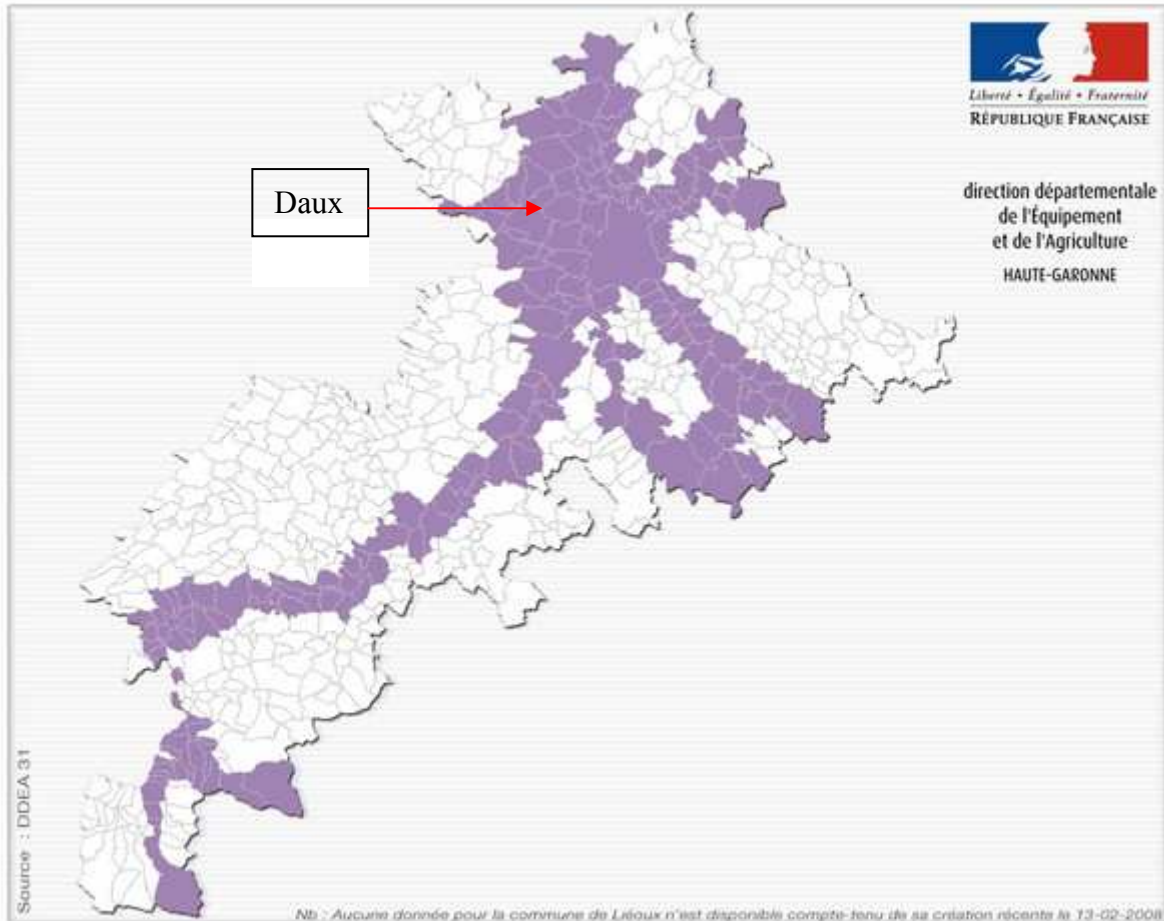 Liberté • Égalité • Fraternité
RÉPUBLIQUE FRANÇAISE
Daux
direction départementale
de l'Équipement
et de l'Agriculture
HAUTE-GARONNE
Source : DDEA 31
Nb : Aucune donnée pour la commune de Liéoux n'est disponible compte-tenu de sa création récente le 13-02-2008